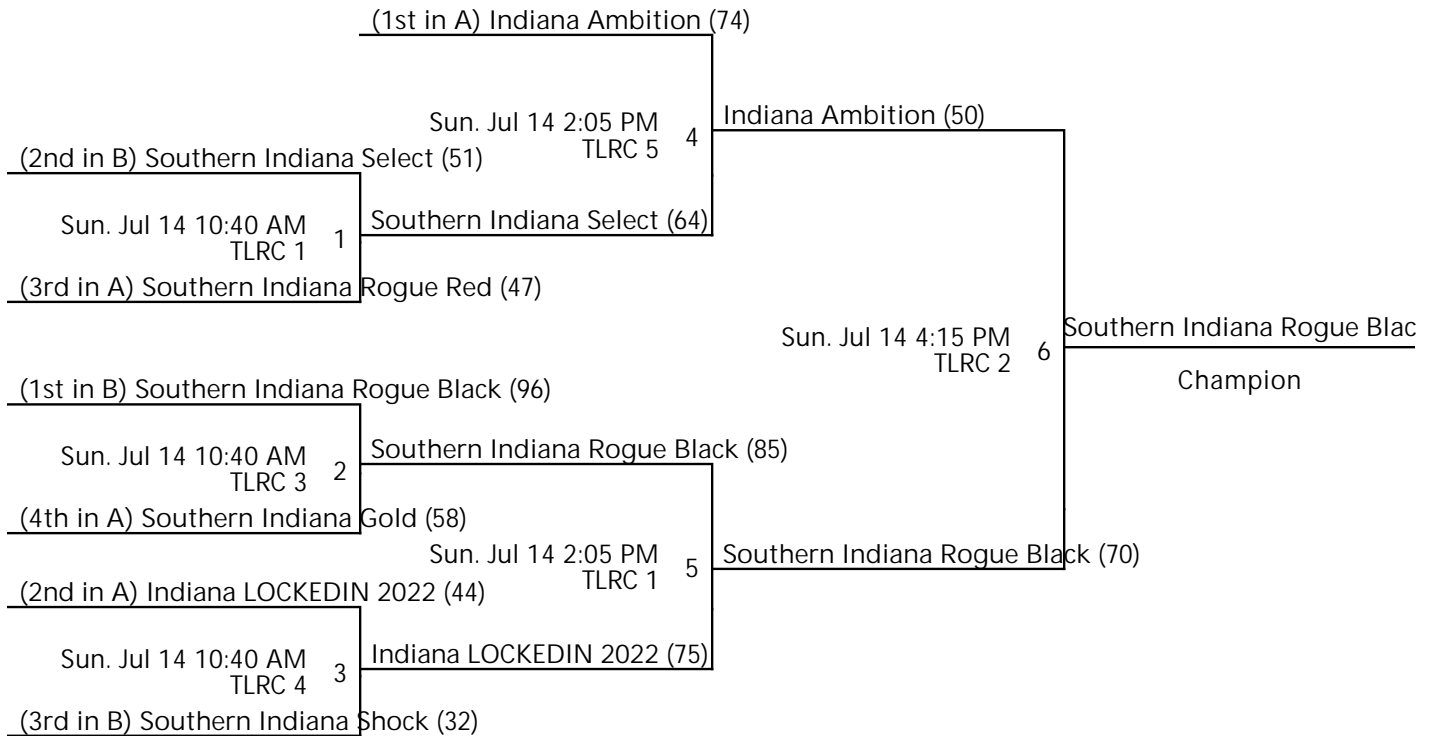 (1st in A) Indiana Ambition (74)
Sun. Jul 14 2:05 PM
TLRC 5
4
Indiana Ambition (50)
(2nd in B) Southern Indiana Select (51)
Sun. Jul 14 10:40 AM
TLRC 1
1
Southern Indiana Select (64)
(3rd in A) Southern Indiana Rogue Red (47)
Sun. Jul 14 4:15 PM
TLRC 2
6
Southern Indiana Rogue Blac
Champion
(1st in B) Southern Indiana Rogue Black (96)
Sun. Jul 14 10:40 AM
TLRC 3
2
Southern Indiana Rogue Black (85)
(4th in A) Southern Indiana Gold (58)
Sun. Jul 14 2:05 PM
TLRC 1
5
Southern Indiana Rogue Black (70)
(2nd in A) Indiana LOCKEDIN 2022 (44)
Sun. Jul 14 10:40 AM
TLRC 4
3
Indiana LOCKEDIN 2022 (75)
(3rd in B) Southern Indiana Shock (32)